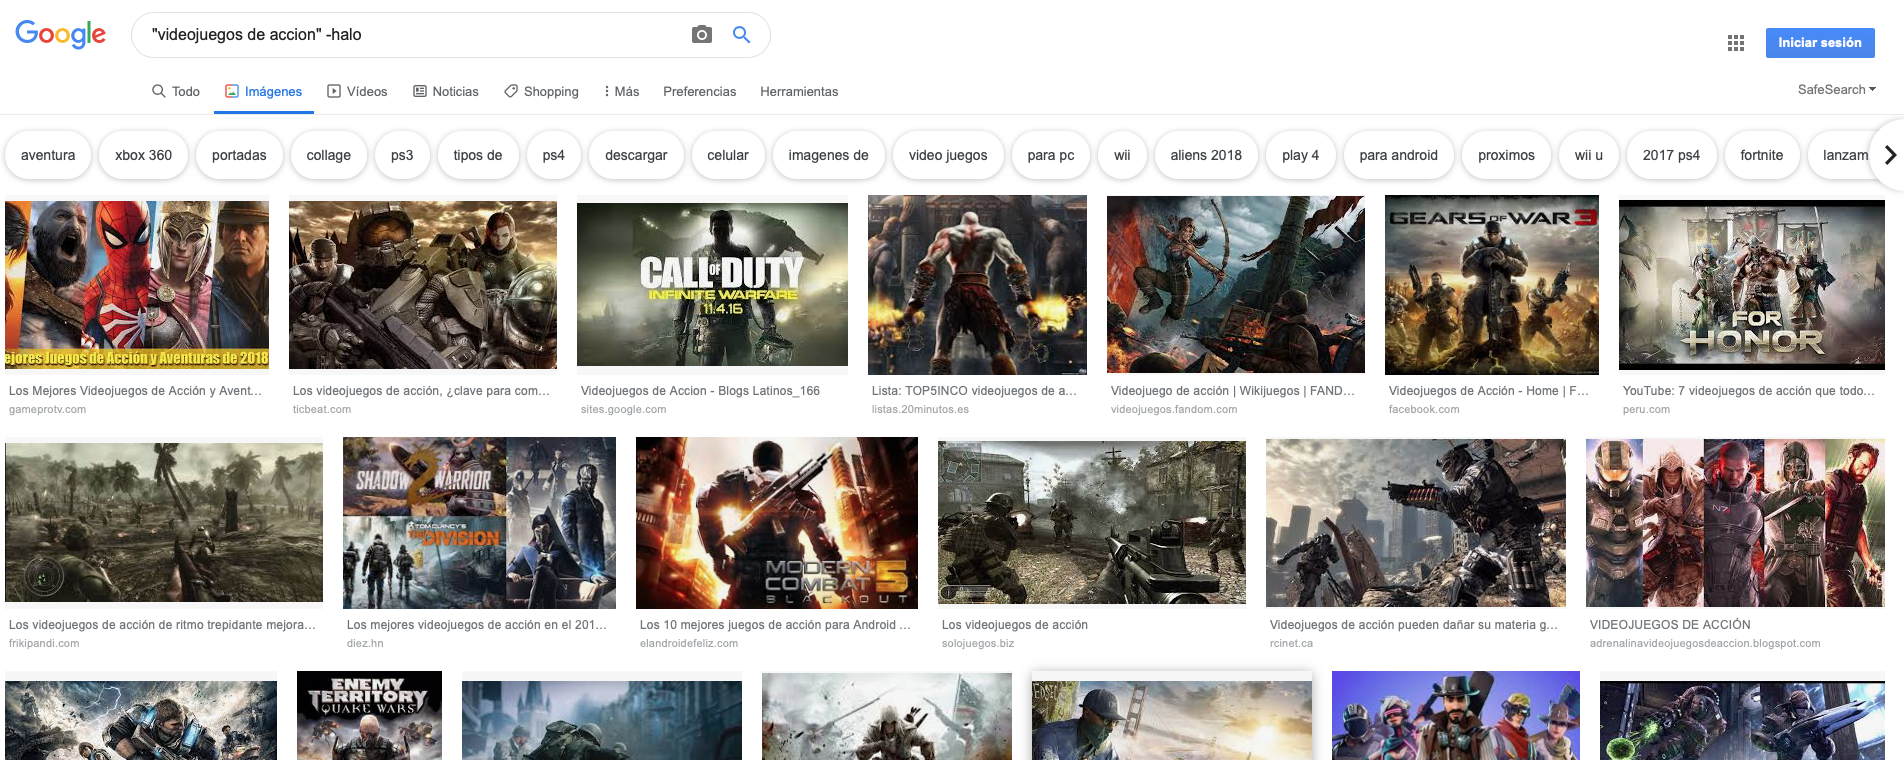 Google
"videojuegos de accion" -halo
Iniciar sesión
Todo Imágenes Vídeos Noticias Shopping Más Preferencias Herramientas
SafeSearch
aventura xbox 360 portadas collage ps3 tipos de ps4 descargar celular imagenes de video juegos para pc wii aliens 2018 play 4 para android proximos wii u 2017 ps4 fortnite lanzam
ejores Juegos de Acción y Aventuras de 2018
CALL OF DUTY
INFINITE WARFARE
11.4.16
GEARS OF WAR 3
FOR
HONOR
Los Mejores Videojuegos de Acción y Avent...
gameprotv.com
Los videojuegos de acción, ¿clave para com...
ticbeat.com
Videojuegos de Accion - Blogs Latinos_166
sites.google.com
Lista: TOP5INCO videojuegos de a...
listas.20minutos.es
Videojuego de acción | Wikijuegos | FAND...
videojuegos.fandom.com
Videojuegos de Acción - Home | F...
facebook.com
YouTube: 7 videojuegos de acción que todo...
peru.com
SHADOW WARRIOR
2
TOM CLANCY'S
THE DIVISION
MODERN
COMBAT 5
BLACKOUT
N7
Los videojuegos de acción de ritmo trepidante mejora...
frikipandi.com
Los mejores videojuegos de acción en el 201...
diez.hn
Los 10 mejores juegos de acción para Android ...
elandroidefeliz.com
Los videojuegos de acción
solojuegos.biz
Videojuegos de acción pueden dañar su materia g...
rcinet.ca
VIDEOJUEGOS DE ACCIÓN
adrenalinavideojuegosdeaccion.blogspot.com
ENEMY
TERRITORY
QUAKE WARS